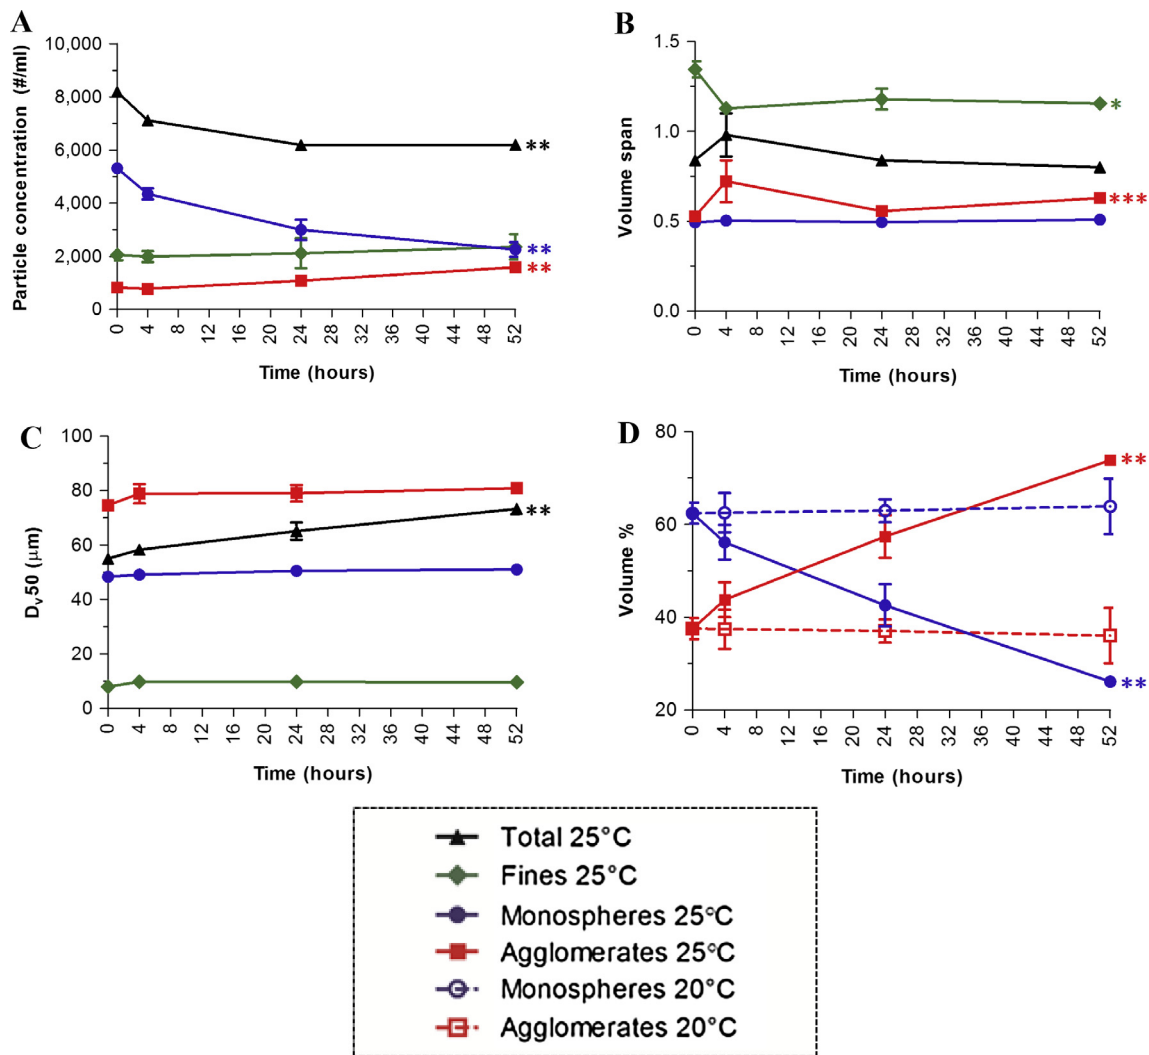 A
Particle concentration (#/ml)
10,000
8,000
6,000
4,000
2,000
0
**
**
**
0 4 8 12 16 20 24 28 32 36 40 44 48 52
Time (hours)
B
Volume span
1.5
1.0
0.5
0.0
*
***
0 4 8 12 16 20 24 28 32 36 40 44 48 52
Time (hours)
C
Dv50 (μm)
100
80
60
40
20
0
**
0 4 8 12 16 20 24 28 32 36 40 44 48 52
Time (hours)
D
Volume %
80
60
40
20
**
**
0 4 8 12 16 20 24 28 32 36 40 44 48 52
Time (hours)
Total 25°C
Fines 25°C
Monospheres 25°C
Agglomerates 25°C
Monospheres 20°C
Agglomerates 20°C